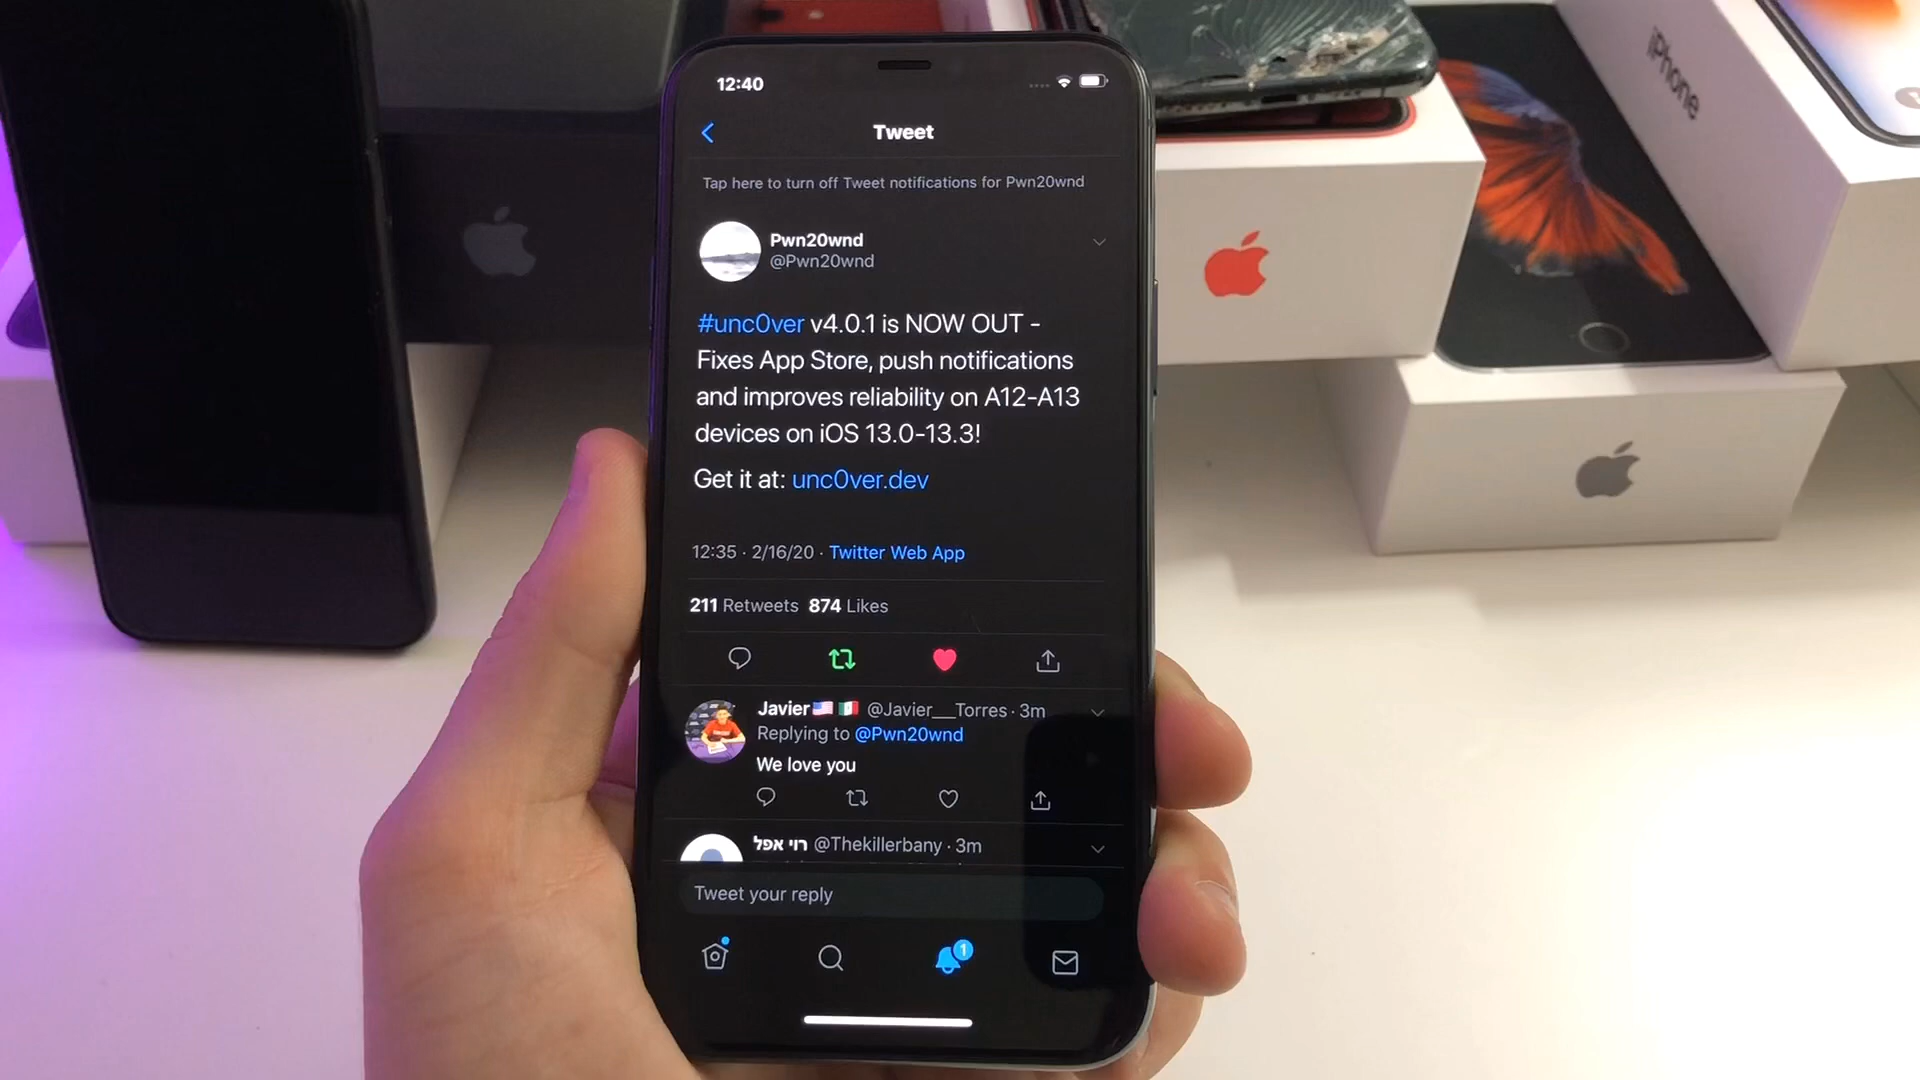 12:40
Tweet
Tap here to turn off Tweet notifications for Pwn20wnd
Pwn20wnd
@Pwn20wnd
#unc0ver v4.0.1 is NOW OUT -
Fixes App Store, push notifications
and improves reliability on A12-A13
devices on iOS 13.0-13.3!
Get it at: unc0ver.dev
12:35 · 2/16/20 · Twitter Web App
211 Retweets 874 Likes
Javier🇺🇸🇲🇽 @Javier__Torres · 3m
Replying to @Pwn20wnd
We love you
רוי אפל @Thekillerbany · 3m
Tweet your reply
1
iPhone